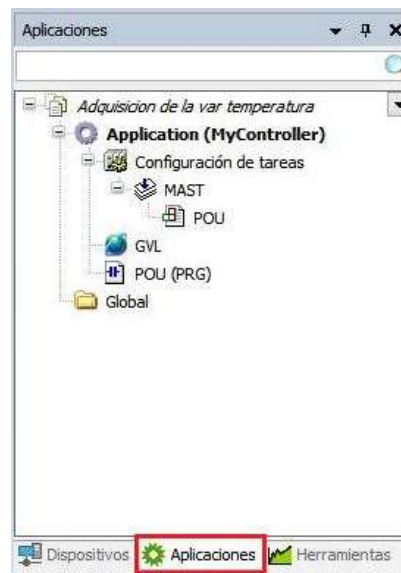 Aplicaciones
Adquisicion de la var temperatura
Application (MyController)
Configuración de tareas
MAST
POU
GVL
POU (PRG)
Global
Dispositivos Aplicaciones Herramientas